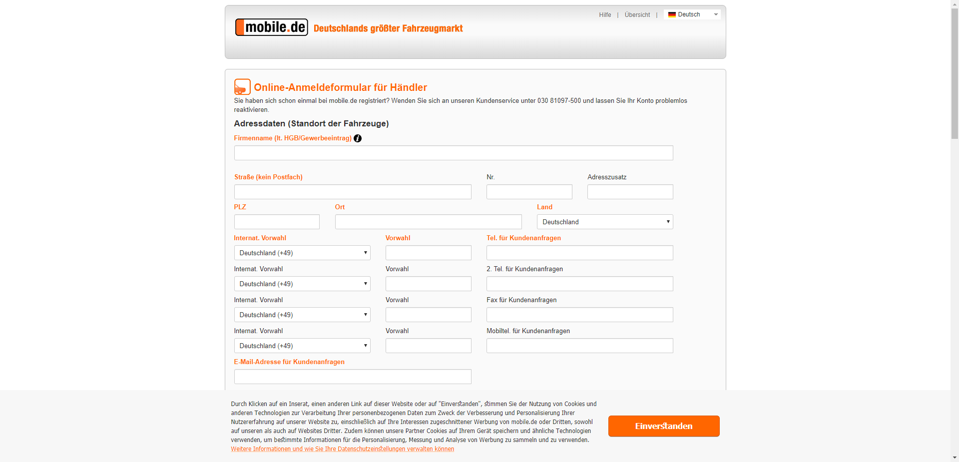 Hilfe | Übersicht | Deutsch
mobile.de Deutschlands größter Fahrzeugmarkt
Online-Anmeldeformular für Händler
Sie haben sich schon einmal bei mobile.de registriert? Wenden Sie sich an unseren Kundenservice unter 030 81097-500 und lassen Sie Ihr Konto problemlos
reaktivieren.
Adressdaten (Standort der Fahrzeuge)
Firmenname (lt. HGB/Gewerbeeintrag) i
Straße (kein Postfach) Nr. Adresszusatz
PLZ Ort Land
Deutschland
Internat. Vorwahl Vorwahl Tel. für Kundenanfragen
Deutschland (+49)
Internat. Vorwahl Vorwahl 2. Tel. für Kundenanfragen
Deutschland (+49)
Internat. Vorwahl Vorwahl Fax für Kundenanfragen
Deutschland (+49)
Internat. Vorwahl Vorwahl Mobiltel. für Kundenanfragen
Deutschland (+49)
E-Mail-Adresse für Kundenanfragen
Durch Klicken auf ein Inserat, einen anderen Link auf dieser Website oder auf "Einverstanden", stimmen Sie der Nutzung von Cookies und
anderen Technologien zur Verarbeitung Ihrer personenbezogenen Daten zum Zweck der Verbesserung und Personalisierung Ihrer
Nutzererfahrung auf unserer Website zu, einschließlich auf Ihre Interessen zugeschnittener Werbung von mobile.de oder Dritten, sowohl
auf unseren als auch auf Websites Dritter. Zudem können unsere Partner Cookies auf Ihrem Gerät speichern und ähnliche Technologien
verwenden, um bestimmte Informationen für die Personalisierung, Messung und Analyse von Werbung zu sammeln und zu verwenden.
Weitere Informationen und wie Sie Ihre Datenschutzeinstellungen verwalten können
Einverstanden